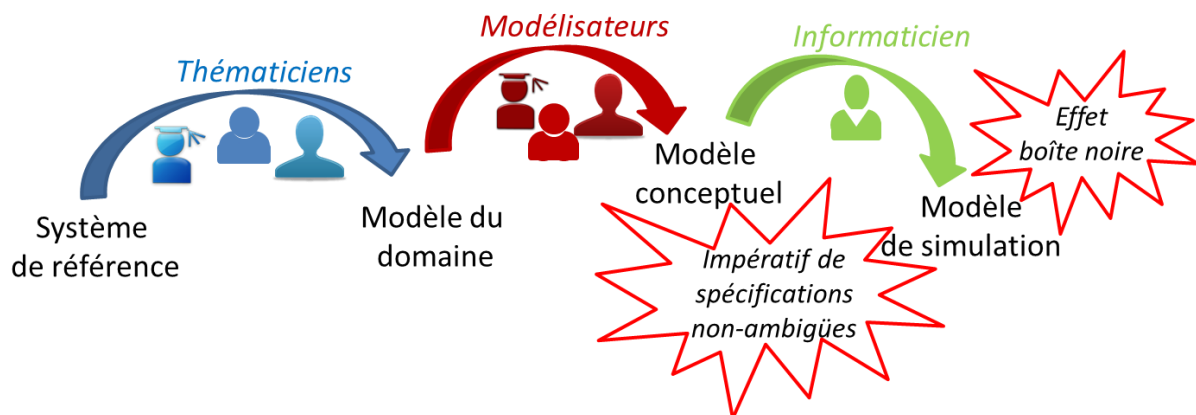 Thématiciens
Modélisateurs
Informaticien
Effet
boîte noire
Système
de référence
Modèle du
domaine
Modèle
conceptuel
Modèle
de simulation
Impératif de
spécifications
non-ambigües